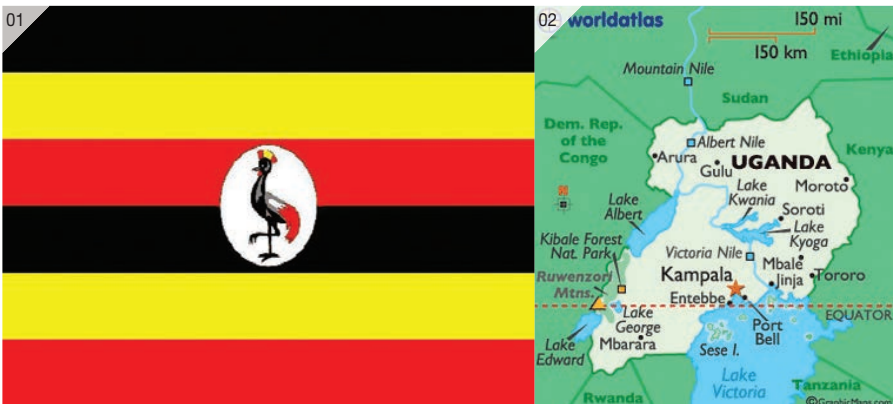 01
02
worldatlas
150 mi
150 km
Ethiopia
Mountain Nile
Sudan
Dem. Rep.
of the
Congo
Albert Nile
Kenya
Arura
Gulu
UGANDA
Lake
Kwania
Moroto
Lake
Albert
Soroti
Lake
Kyoga
Kibale Forest
Nat. Park
Victoria Nile
Mbale
Ruwenzori
Mtns.
Kampala
Jinja
Tororo
Entebbe
EQUATOR
Lake
George
Port
Bell
Mbarara
Lake
Edward
Sese I.
Lake
Victoria
Tanzania
Rwanda
©GraphicMaps.com